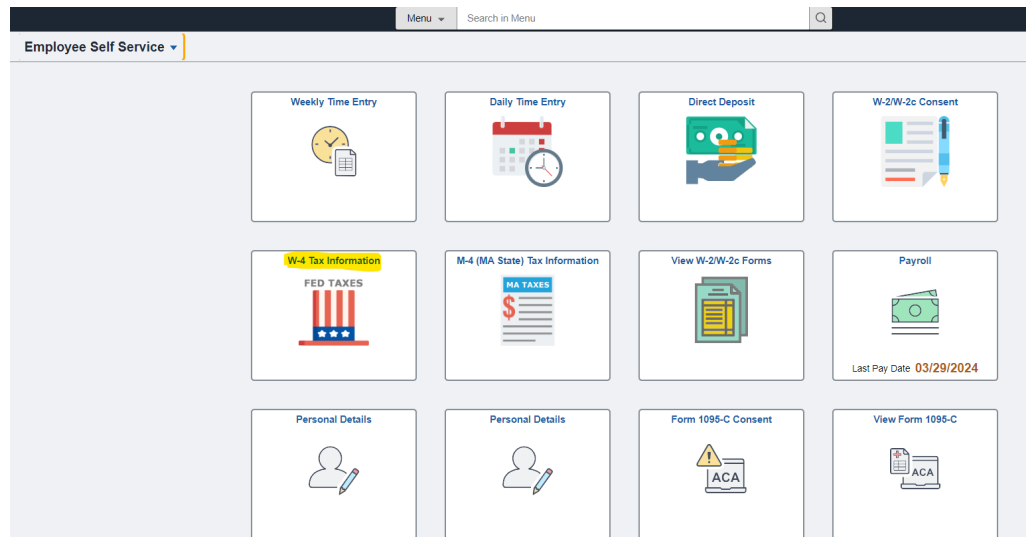 Menu
Search in Menu
Employee Self Service
Weekly Time Entry
Daily Time Entry
Direct Deposit
W-2/W-2c Consent
W-4 Tax Information
FED TAXES
M-4 (MA State) Tax Information
MA TAXES
$
View W-2/W-2c Forms
Payroll
Last Pay Date 03/29/2024
Personal Details
Personal Details
Form 1095-C Consent
ACA
View Form 1095-C
ACA